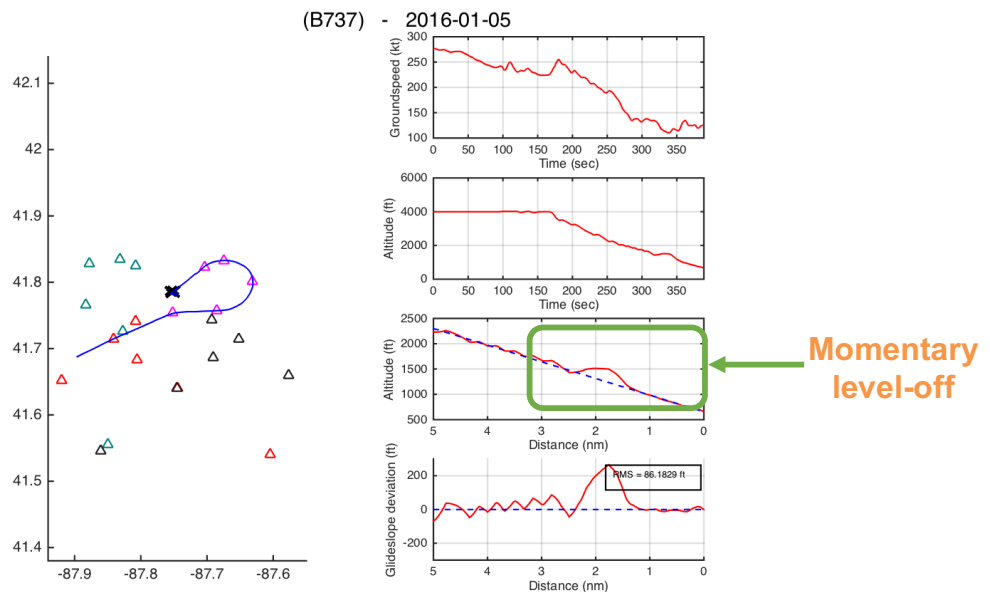 (B737) - 2016-01-05
42.1
42
41.9
41.8
41.7
41.6
41.5
41.4
-87.9 -87.8 -87.7 -87.6
Groundspeed (kt)
300
250
200
150
100
0 50 100 150 200 250 300 350
Time (sec)
Altitude (ft)
6000
4000
2000
0
0 50 100 150 200 250 300 350
Time (sec)
Altitude (ft)
2500
2000
1500
1000
500
5 4 3 2 1 0
Distance (nm)
Momentary
level-off
Glideslope deviation (ft)
200
0
-200
RMS = 86.1829 ft
5 4 3 2 1 0
Distance (nm)